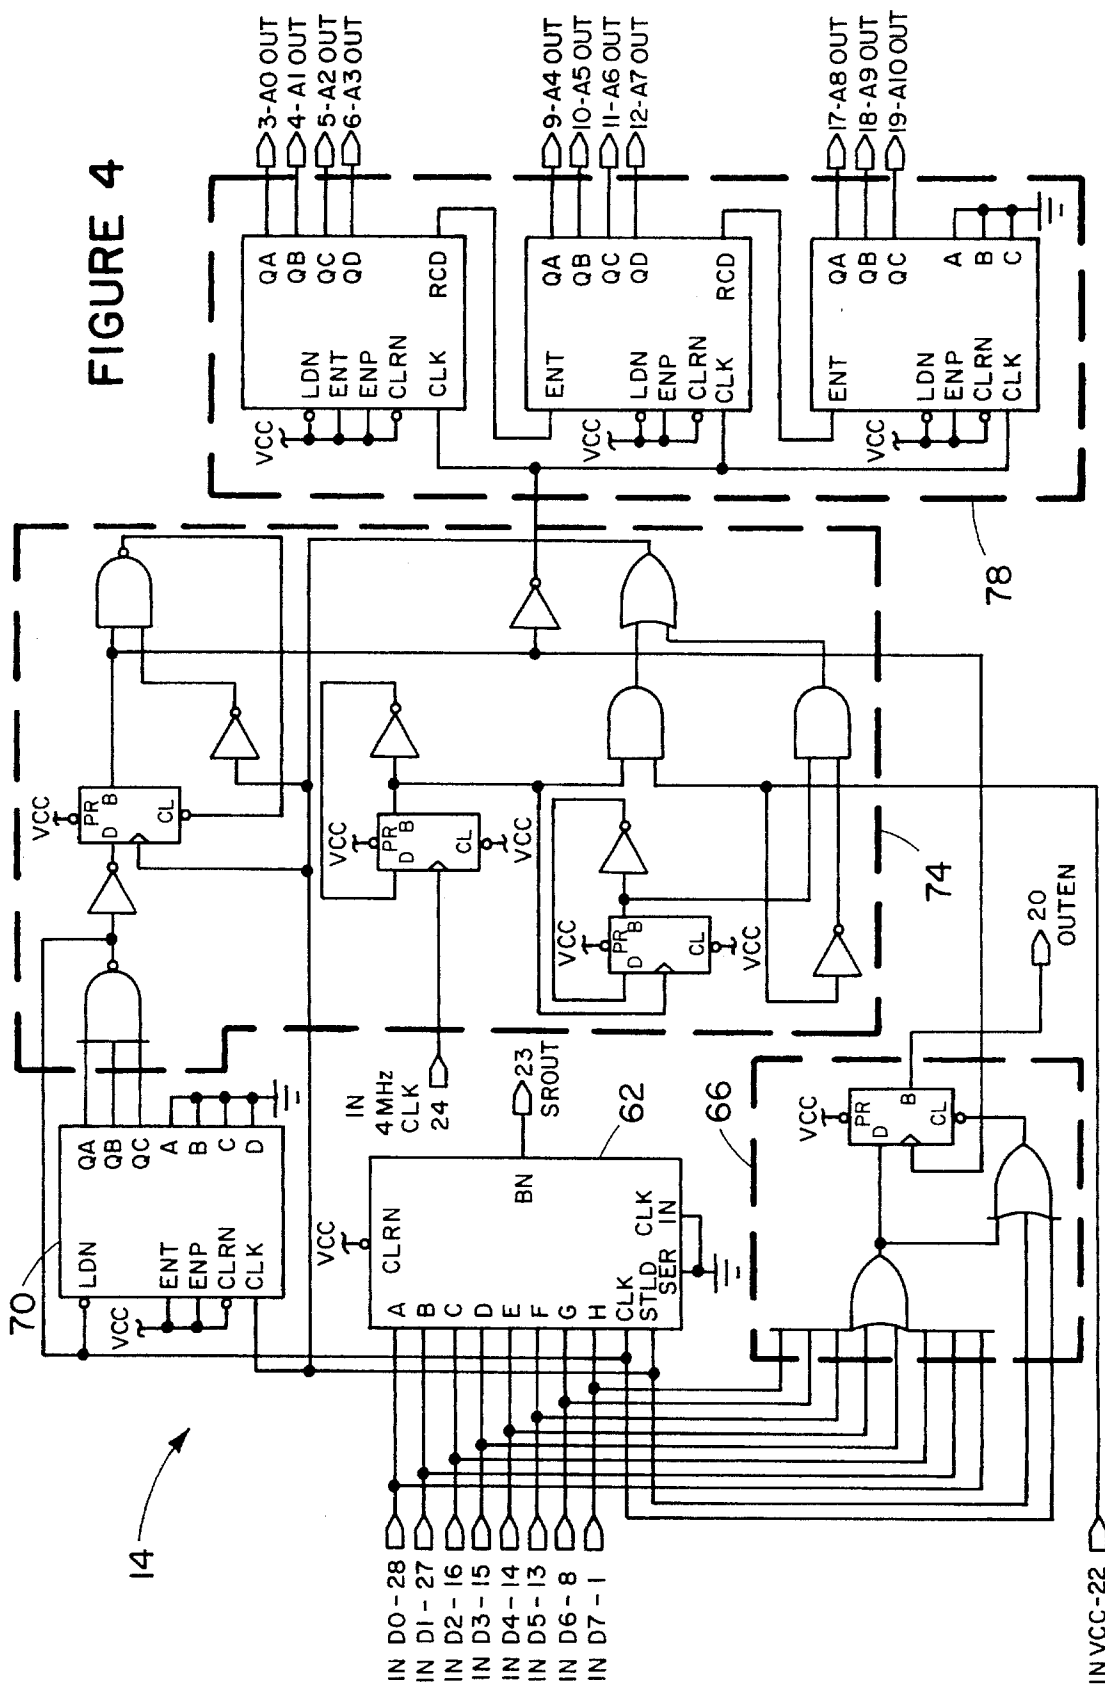 FIGURE 4
14
70
LDN
ENT
ENP
CLRN
CLK
QA
QB
QC
A
B
C
D
VCC
VCC
PR
D
B
CL
VCC
PR
D
B
CL
VCC
VCC
PR
D
B
CL
VCC
74
IN
4MHz
CLK
24
23
SROUT
62
VCC
CLRN
A
B
C
D
E
F
G
H
CLK
STLD
SER
CLK
IN
BN
IN D0-28
IN D1-27
IN D2-16
IN D3-15
IN D4-14
IN D5-13
IN D6-8
IN D7-1
IN VCC-22
66
VCC
PR
D
B
CL
20
OUTEN
VCC
LDN
ENT
ENP
CLRN
CLK
QA
QB
QC
QD
RCD
3-A0 OUT
4-A1 OUT
5-A2 OUT
6-A3 OUT
ENT
VCC
LDN
ENP
CLRN
CLK
QA
QB
QC
QD
RCD
9-A4 OUT
10-A5 OUT
11-A6 OUT
12-A7 OUT
ENT
VCC
LDN
ENP
CLRN
CLK
QA
QB
QC
A
B
C
17-A8 OUT
18-A9 OUT
19-A10 OUT
78